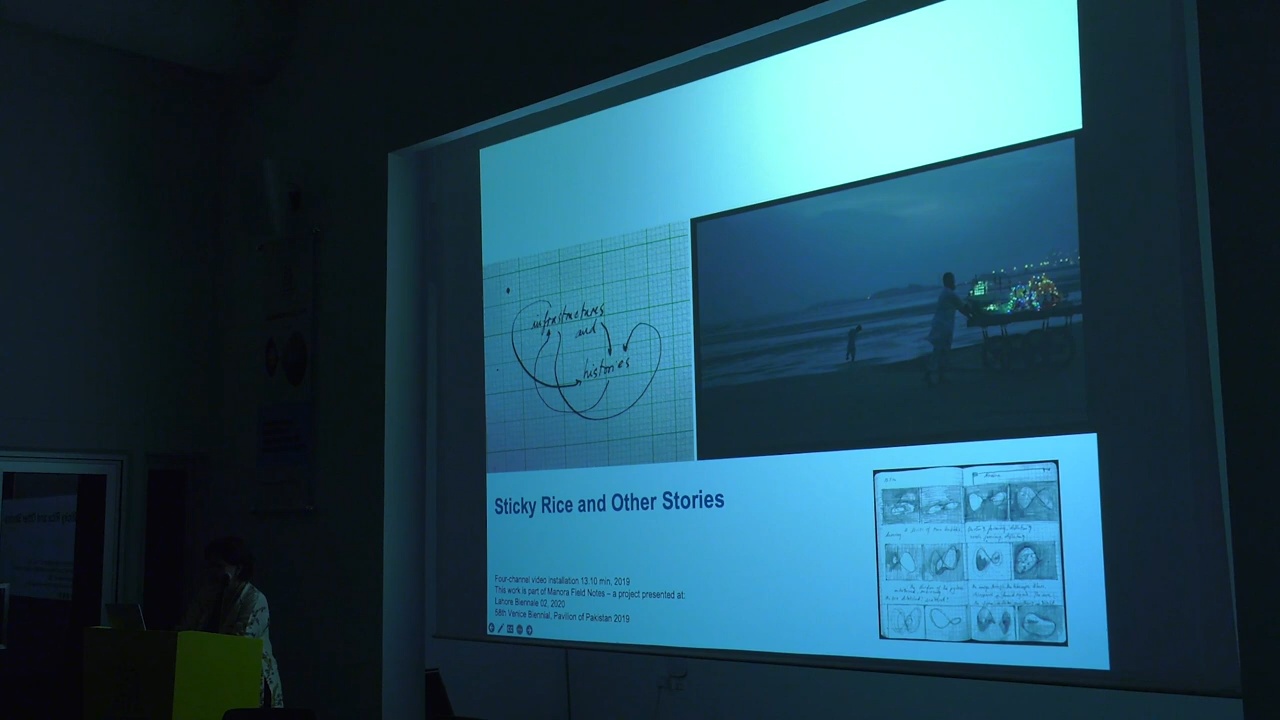 infrastructures
and
histories
Sticky Rice and Other Stories
Four-channel video installation 13.10 min, 2019
This work is part of Manora Field Notes – a project presented at:
Lahore Biennale 02, 2020
58th Venice Biennial, Pavilion of Pakistan 2019